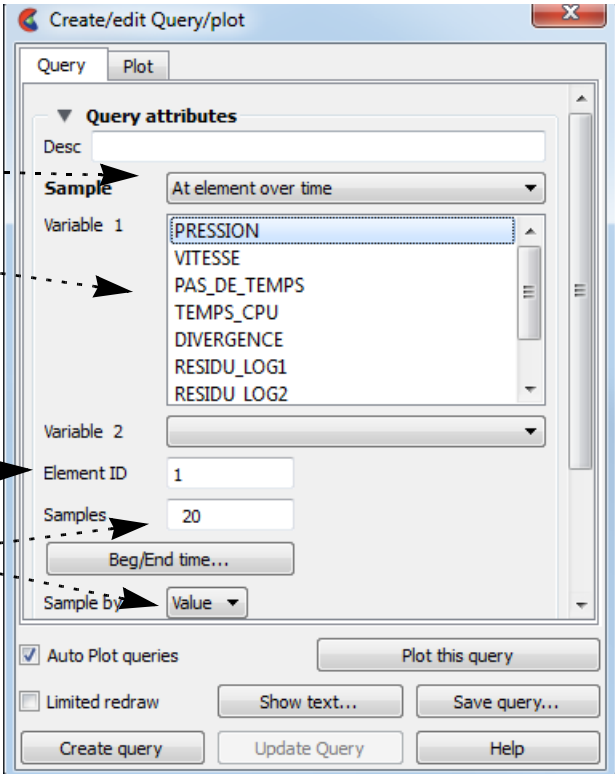 Create/edit Query/plot
Query Plot
▼ Query attributes
Desc
Sample At element over time
Variable 1
PRESSION
VITESSE
PAS_DE_TEMPS
TEMPS_CPU
DIVERGENCE
RESIDU_LOG1
RESIDU_LOG2
Variable 2
Element ID 1
Samples 20
Beg/End time...
Sample by Value
Auto Plot queries Plot this query
Limited redraw Show text... Save query...
Create query Update Query Help